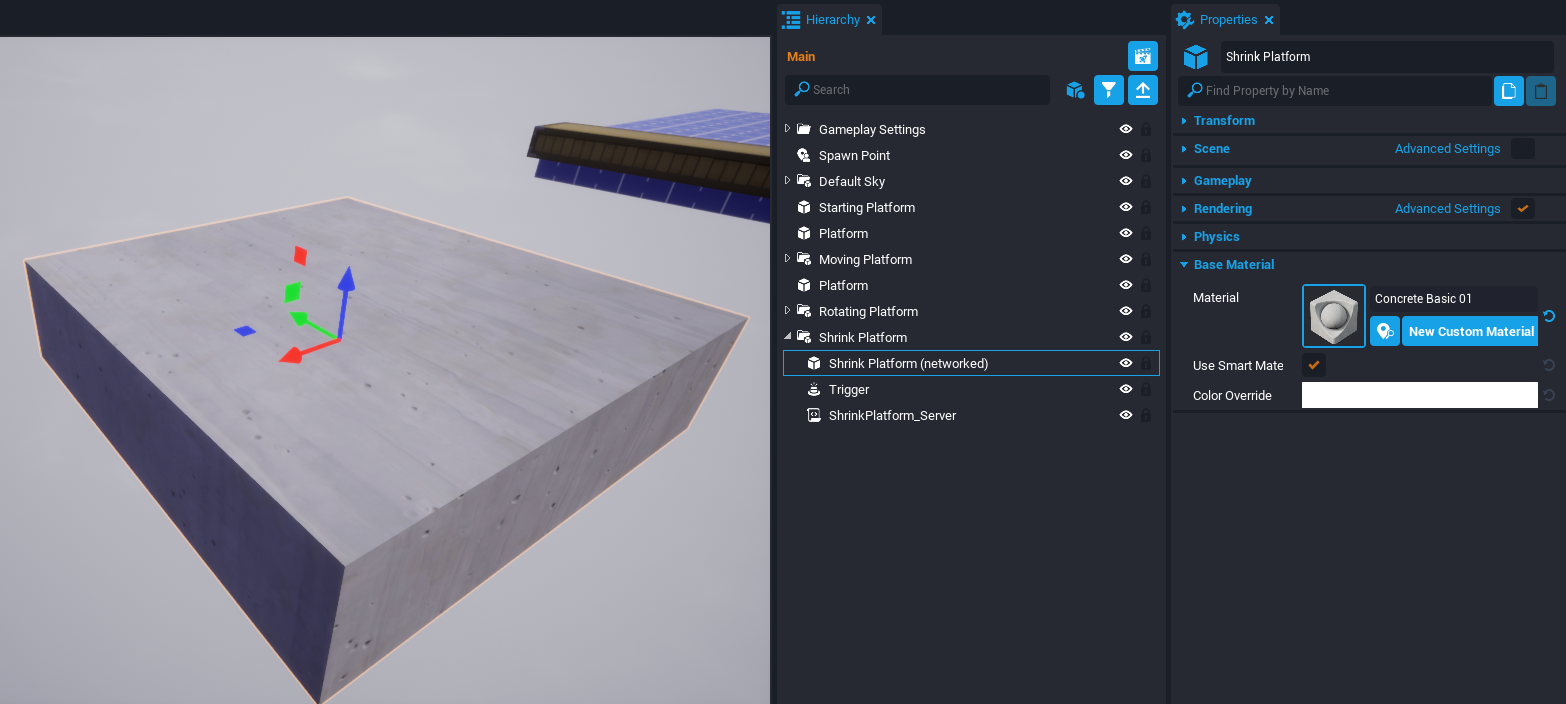 Hierarchy
Main
Search
Gameplay Settings
Spawn Point
Default Sky
Starting Platform
Platform
Moving Platform
Platform
Rotating Platform
Shrink Platform
Shrink Platform (networked)
Trigger
ShrinkPlatform_Server
Properties
Shrink Platform
Find Property by Name
Transform
Scene Advanced Settings
Gameplay
Rendering Advanced Settings
Physics
Base Material
Material Concrete Basic 01
New Custom Material
Use Smart Mate
Color Override